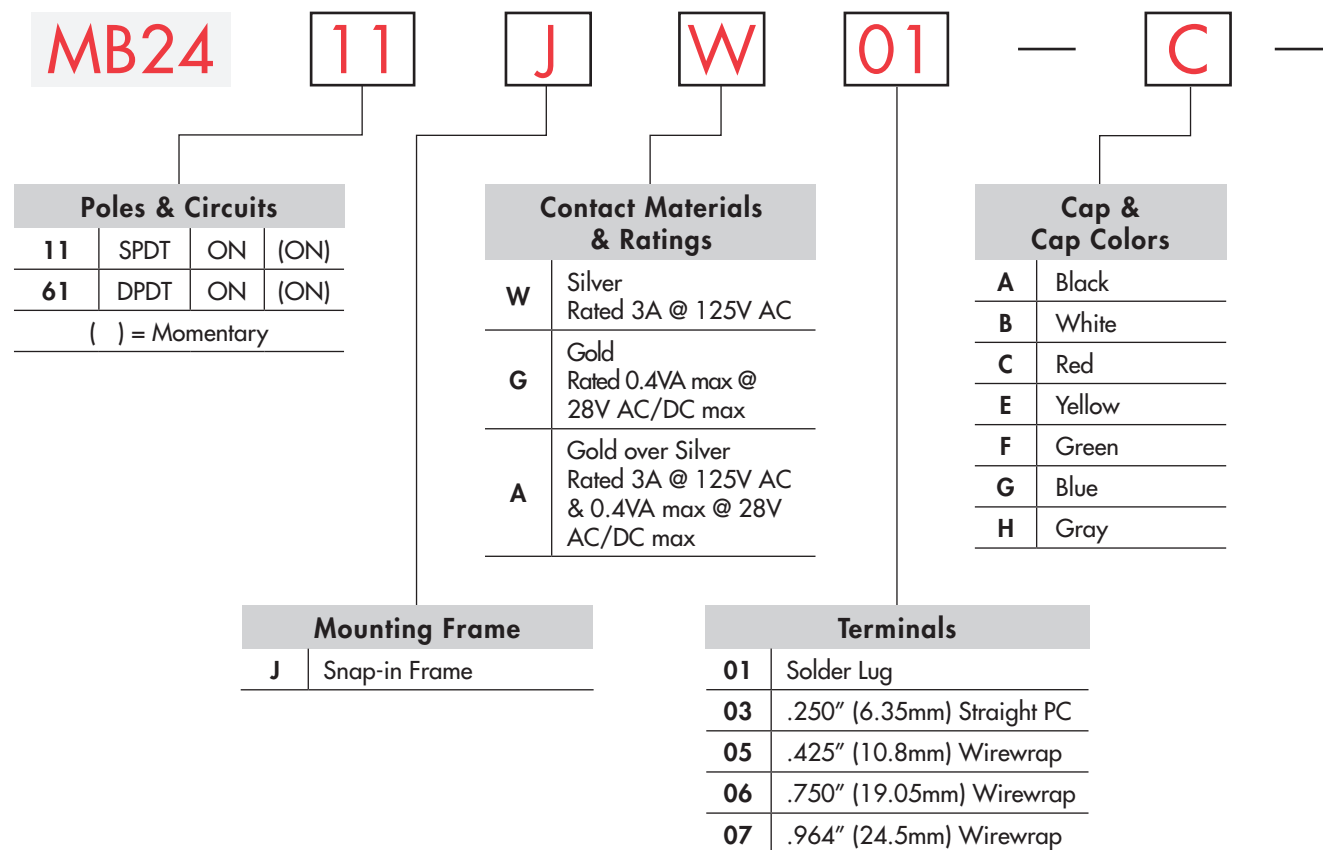 MB24 11 J W 01 — C —
Poles & Circuits
11 SPDT ON (ON)
61 DPDT ON (ON)
( ) = Momentary
Contact Materials
& Ratings
W Silver
Rated 3A @ 125V AC
G Gold
Rated 0.4VA max @
28V AC/DC max
A Gold over Silver
Rated 3A @ 125V AC
& 0.4VA max @ 28V
AC/DC max
Cap &
Cap Colors
A Black
B White
C Red
E Yellow
F Green
G Blue
H Gray
Mounting Frame
J Snap-in Frame
Terminals
01 Solder Lug
03 .250” (6.35mm) Straight PC
05 .425” (10.8mm) Wirewrap
06 .750” (19.05mm) Wirewrap
07 .964” (24.5mm) Wirewrap